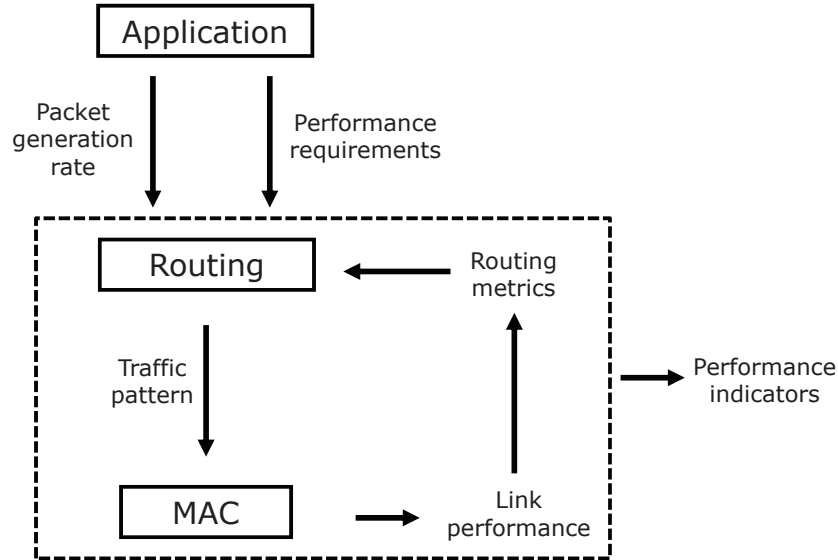 Application
Packet
generation
rate
Performance
requirements
Routing
Routing
metrics
Traffic
pattern
Performance
indicators
MAC
Link
performance